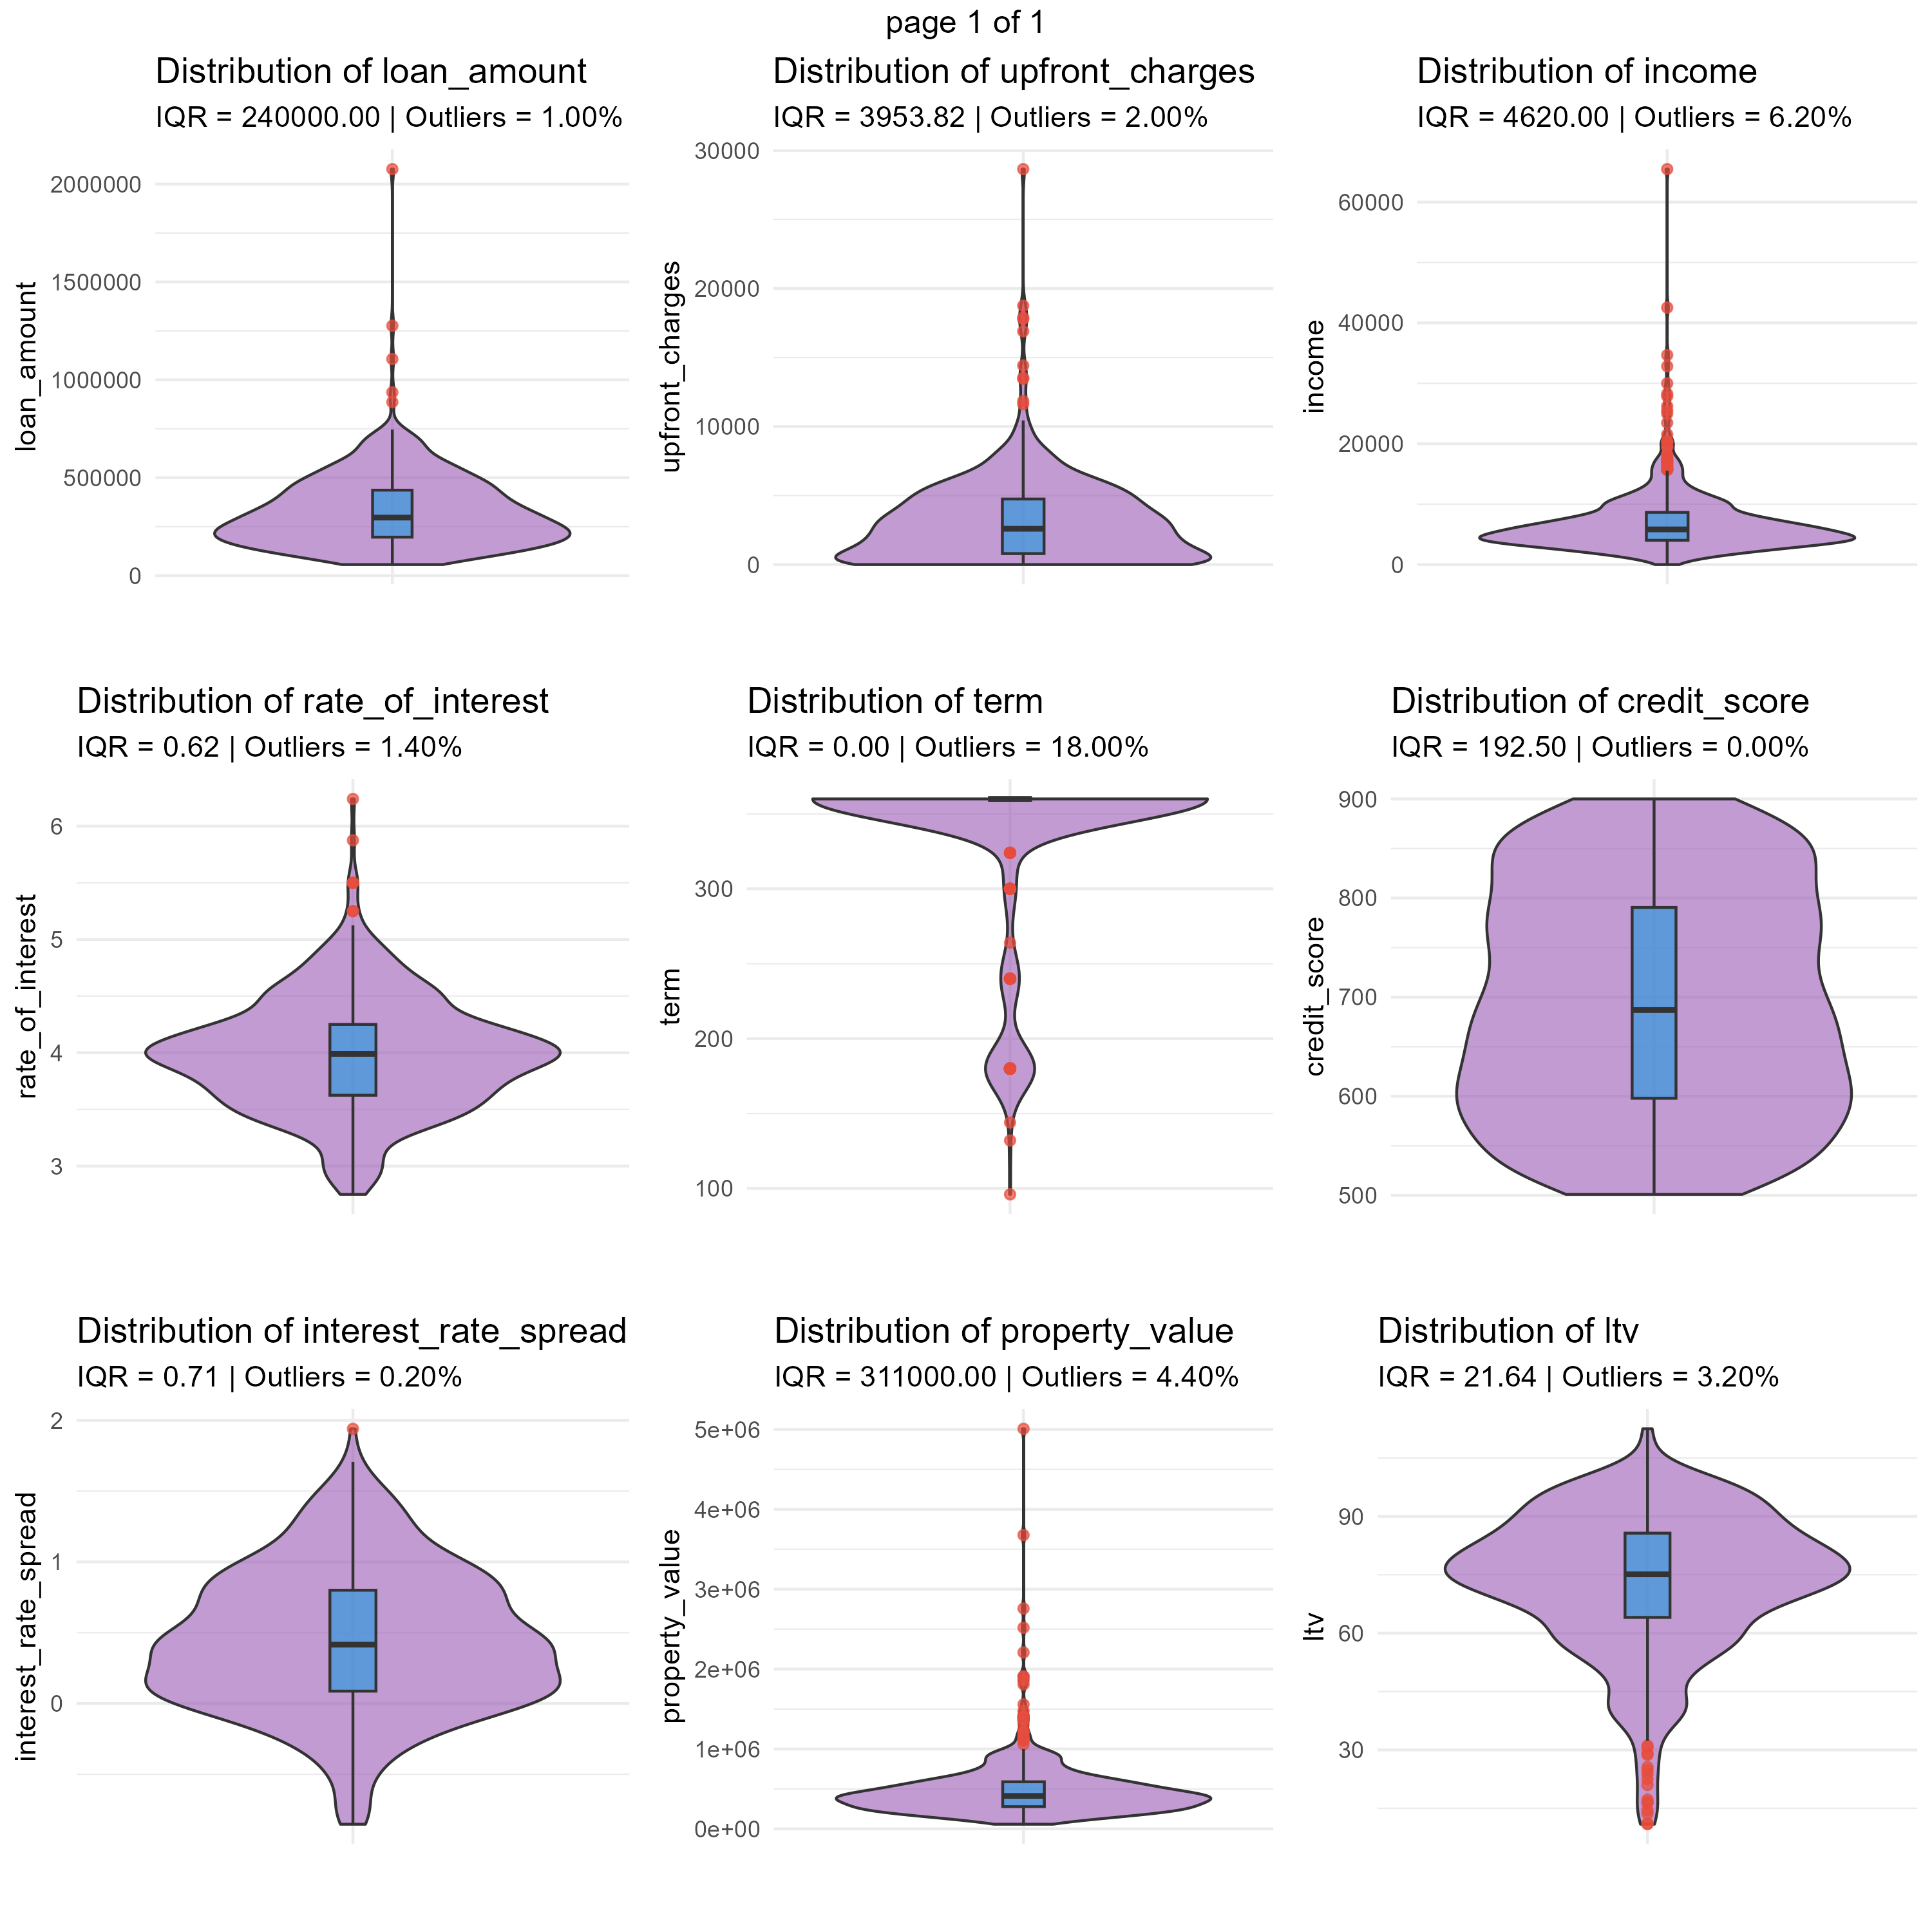 page 1 of 1
Distribution of loan_amount
IQR = 240000.00 | Outliers = 1.00%
loan_amount
2000000
1500000
1000000
500000
0
Distribution of upfront_charges
IQR = 3953.82 | Outliers = 2.00%
upfront_charges
30000
20000
10000
0
Distribution of income
IQR = 4620.00 | Outliers = 6.20%
income
60000
40000
20000
0
Distribution of rate_of_interest
IQR = 0.62 | Outliers = 1.40%
rate_of_interest
6
5
4
3
Distribution of term
IQR = 0.00 | Outliers = 18.00%
term
300
200
100
Distribution of credit_score
IQR = 192.50 | Outliers = 0.00%
credit_score
900
800
700
600
500
Distribution of interest_rate_spread
IQR = 0.71 | Outliers = 0.20%
interest_rate_spread
2
1
0
Distribution of property_value
IQR = 311000.00 | Outliers = 4.40%
property_value
5e+06
4e+06
3e+06
2e+06
1e+06
0e+00
Distribution of ltv
IQR = 21.64 | Outliers = 3.20%
ltv
90
60
30